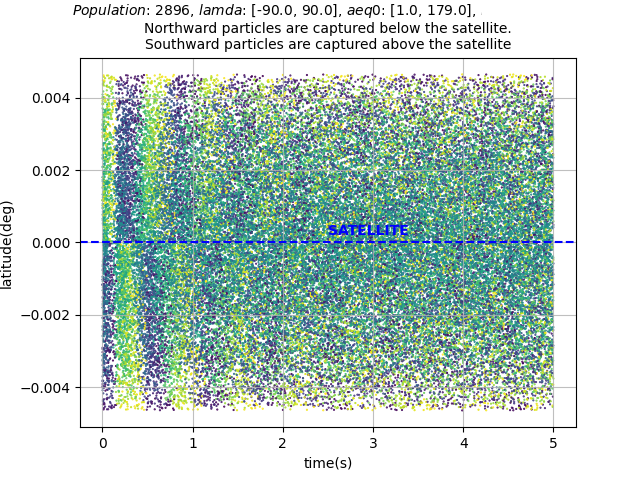 Population: 2896, lamda: [-90.0, 90.0], aeq0: [1.0, 179.0],
Northward particles are captured below the satellite.
Southward particles are captured above the satellite
latitude(deg)
0.004
0.002
0.000
−0.002
−0.004
SATELLITE
0 1 2 3 4 5
time(s)